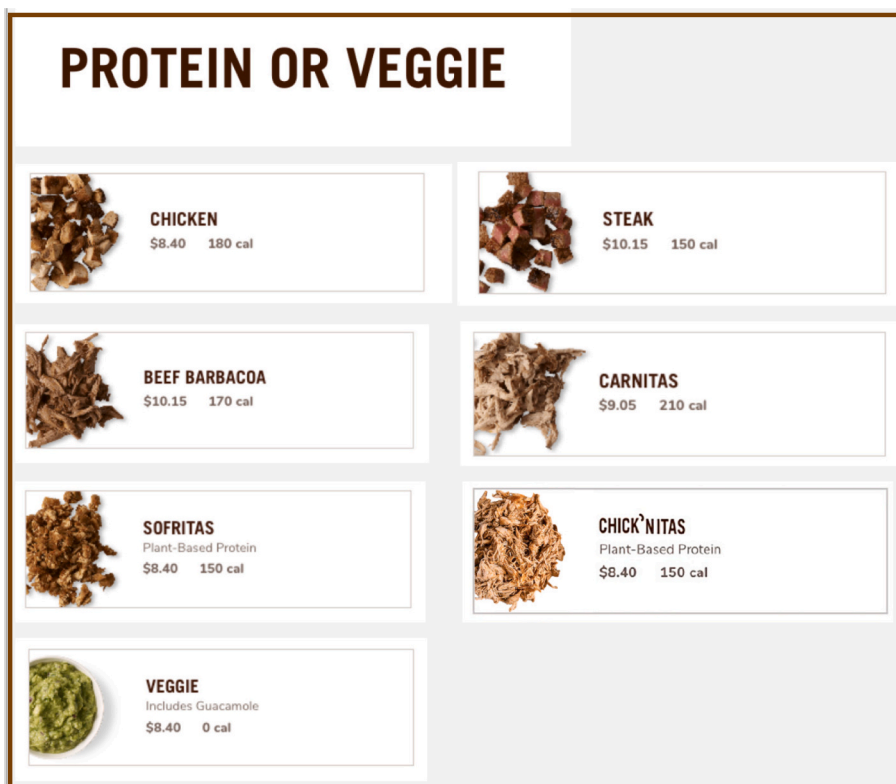 PROTEIN OR VEGGIE
CHICKEN
$8.40 180 cal
STEAK
$10.15 150 cal
BEEF BARBACOA
$10.15 170 cal
CARNITAS
$9.05 210 cal
SOFRITAS
Plant-Based Protein
$8.40 150 cal
CHICK’NITAS
Plant-Based Protein
$8.40 150 cal
VEGGIE
Includes Guacamole
$8.40 0 cal